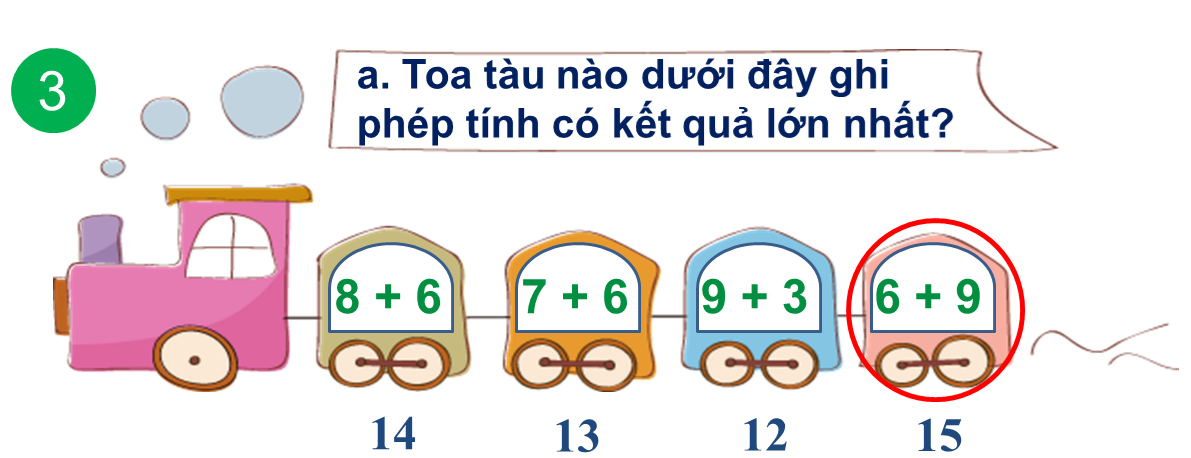 3
a. Toa tàu nào dưới đây ghi
phép tính có kết quả lớn nhất?
8 + 6 7 + 6 9 + 3 6 + 9
14 13 12 15